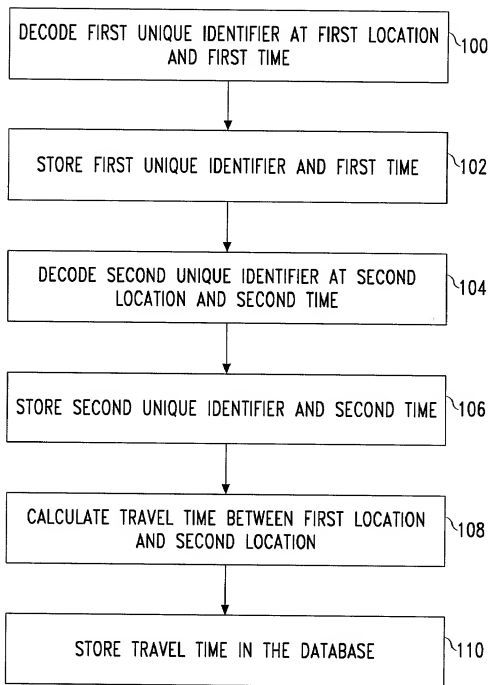 DECODE FIRST UNIQUE IDENTIFIER AT FIRST LOCATION
AND FIRST TIME
100
STORE FIRST UNIQUE IDENTIFIER AND FIRST TIME
102
DECODE SECOND UNIQUE IDENTIFIER AT SECOND
LOCATION AND SECOND TIME
104
STORE SECOND UNIQUE IDENTIFIER AND SECOND TIME
106
CALCULATE TRAVEL TIME BETWEEN FIRST LOCATION
AND SECOND LOCATION
108
STORE TRAVEL TIME IN THE DATABASE
110